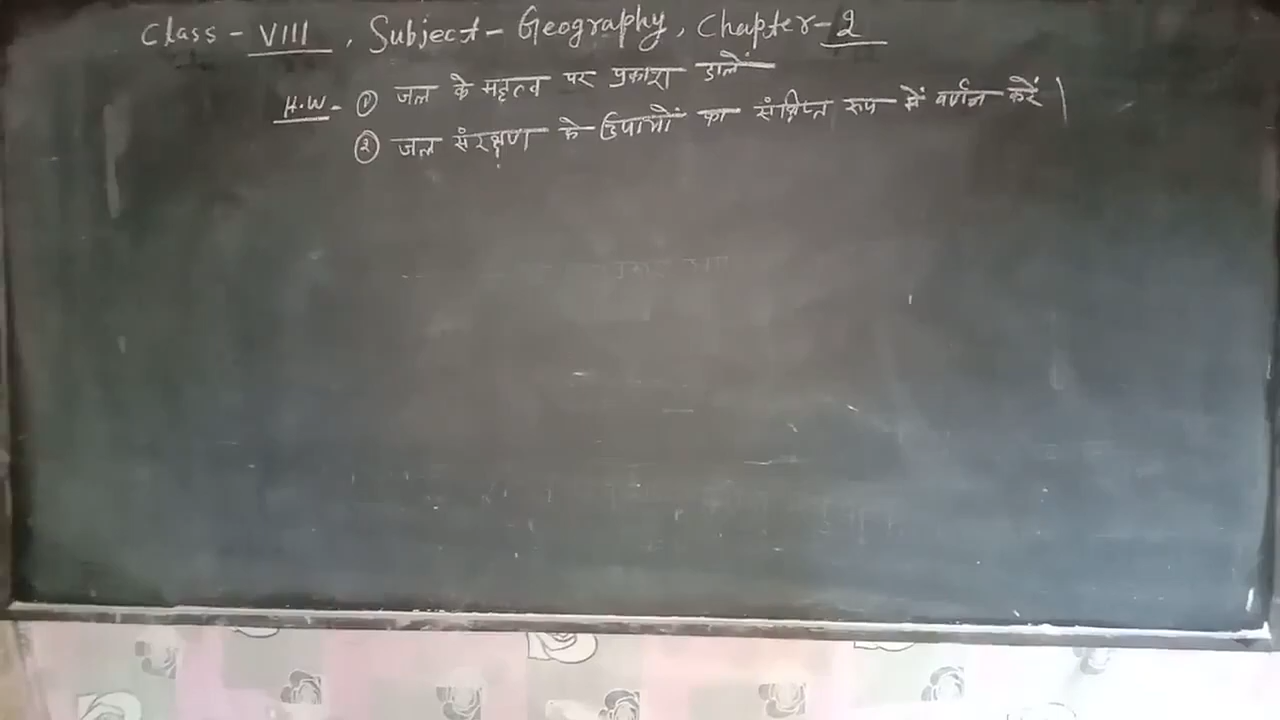 Class - VIII, Subject - Geography, Chapter - 2
H.W - ① जल के महत्व पर प्रकाश डालें
② जल संरक्षण के उपायों का संक्षिप्त रूप में वर्णन करें।